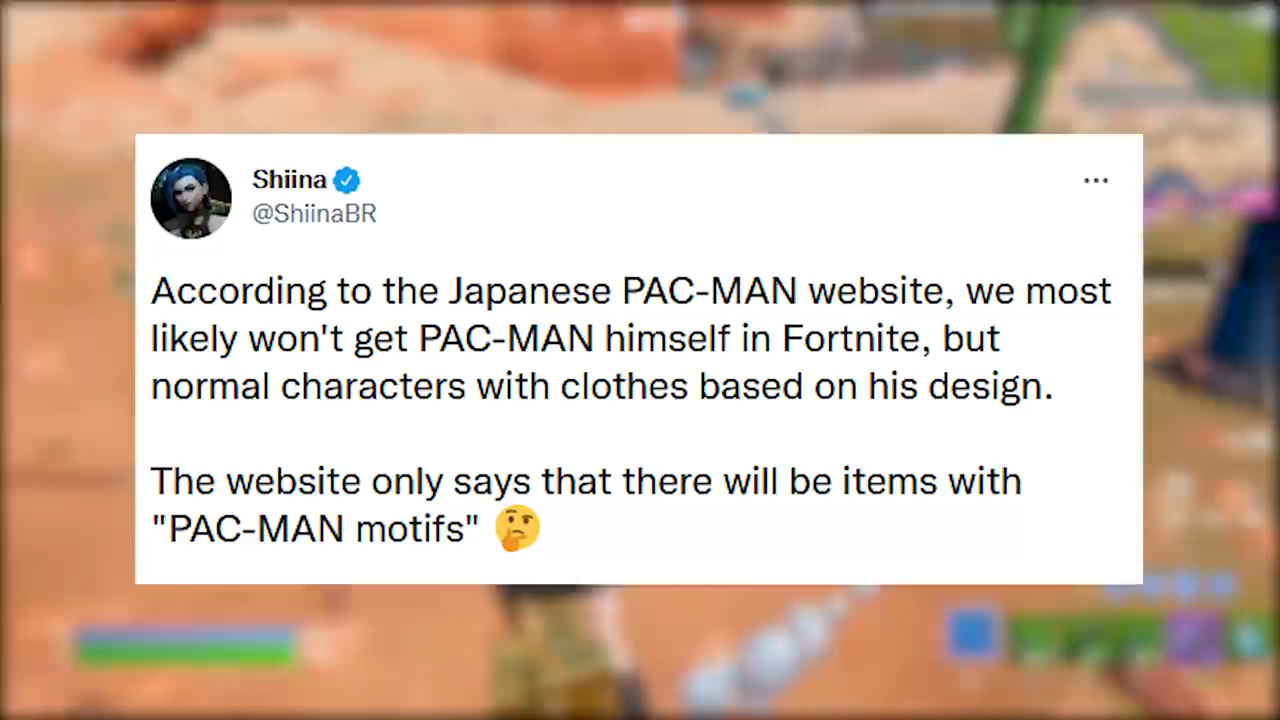 Shiina
@ShiinaBR
According to the Japanese PAC-MAN website, we most
likely won't get PAC-MAN himself in Fortnite, but
normal characters with clothes based on his design.
The website only says that there will be items with
"PAC-MAN motifs" 🤔